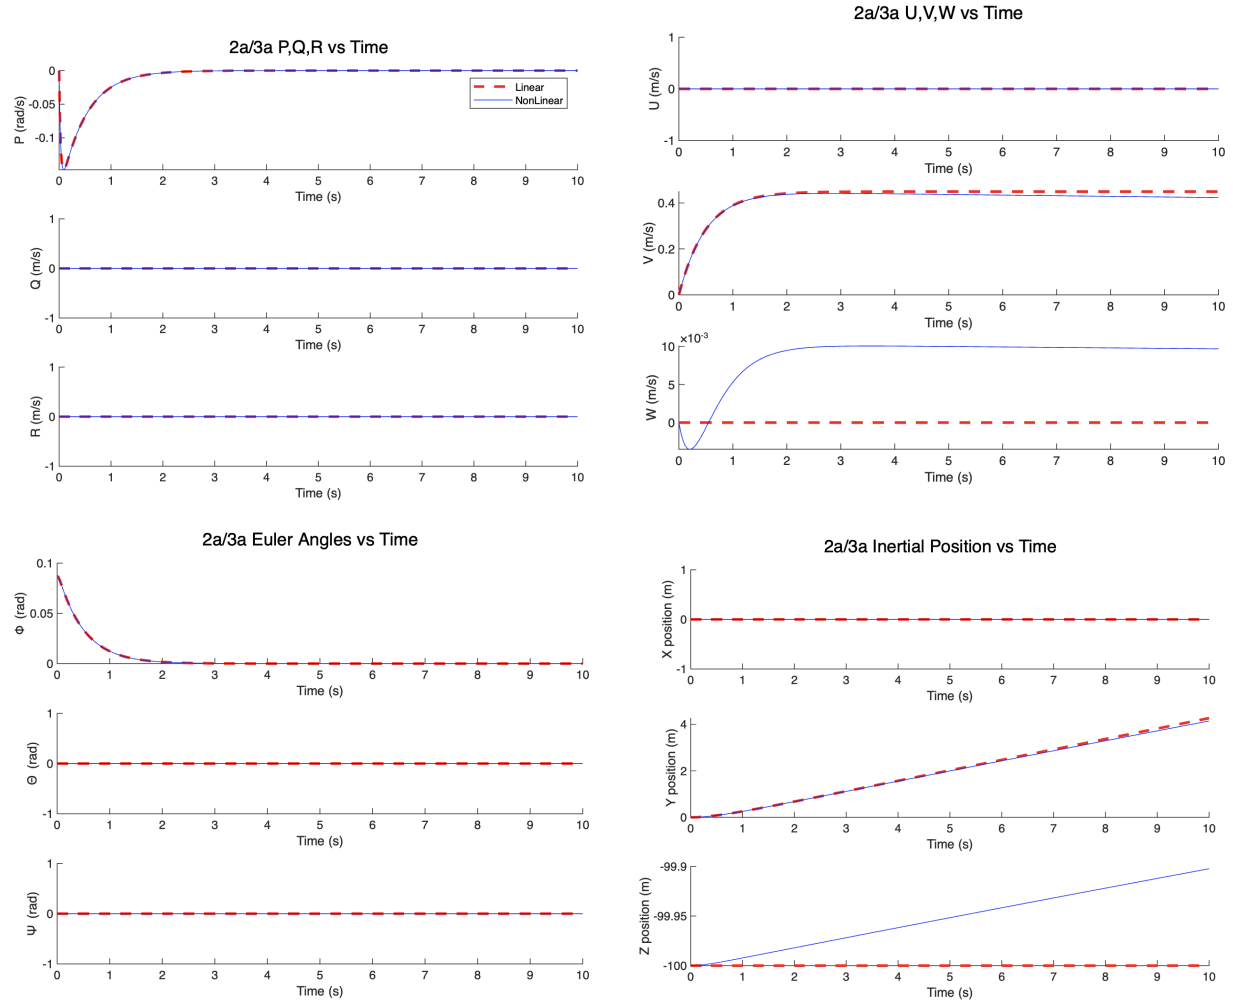 2a/3a P,Q,R vs Time
0
-0.05
-0.1
P (rad/s)
Linear
NonLinear
0 1 2 3 4 5 6 7 8 9 10
Time (s)
1
0
-1
Q (m/s)
0 1 2 3 4 5 6 7 8 9 10
Time (s)
1
0
-1
R (m/s)
0 1 2 3 4 5 6 7 8 9 10
Time (s)
2a/3a U,V,W vs Time
1
0
-1
U (m/s)
0 1 2 3 4 5 6 7 8 9 10
Time (s)
0.4
0.2
0
V (m/s)
0 1 2 3 4 5 6 7 8 9 10
Time (s)
×10⁻³
10
5
0
W (m/s)
0 1 2 3 4 5 6 7 8 9 10
Time (s)
2a/3a Euler Angles vs Time
0.1
0.05
0
Φ (rad)
0 1 2 3 4 5 6 7 8 9 10
Time (s)
1
0
-1
Θ (rad)
0 1 2 3 4 5 6 7 8 9 10
Time (s)
1
0
-1
Ψ (rad)
0 1 2 3 4 5 6 7 8 9 10
Time (s)
2a/3a Inertial Position vs Time
1
0
-1
X position (m)
0 1 2 3 4 5 6 7 8 9 10
Time (s)
4
2
0
Y position (m)
0 1 2 3 4 5 6 7 8 9 10
Time (s)
-99.9
-99.95
-100
Z position (m)
0 1 2 3 4 5 6 7 8 9 10
Time (s)